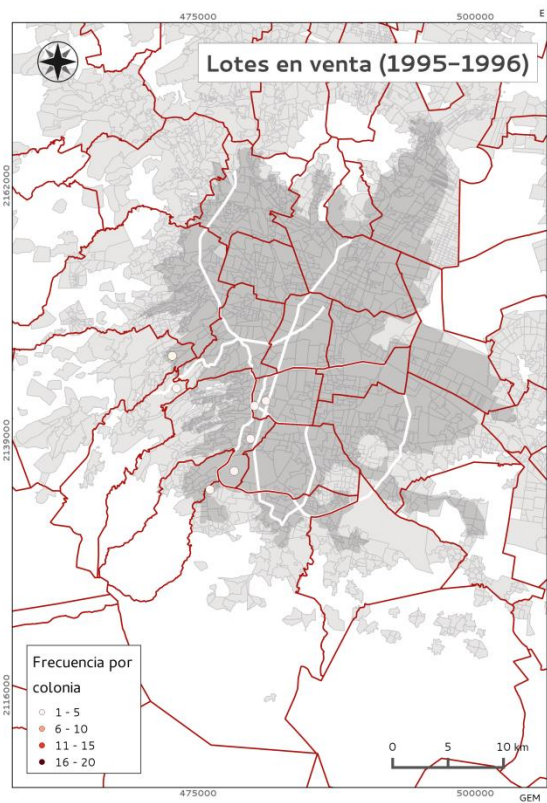 475000
500000
E
Lotes en venta (1995-1996)
2162000
2139000
2116000
Frecuencia por
colonia
1 - 5
6 - 10
11 - 15
16 - 20
0
5
10 km
475000
500000
GEM